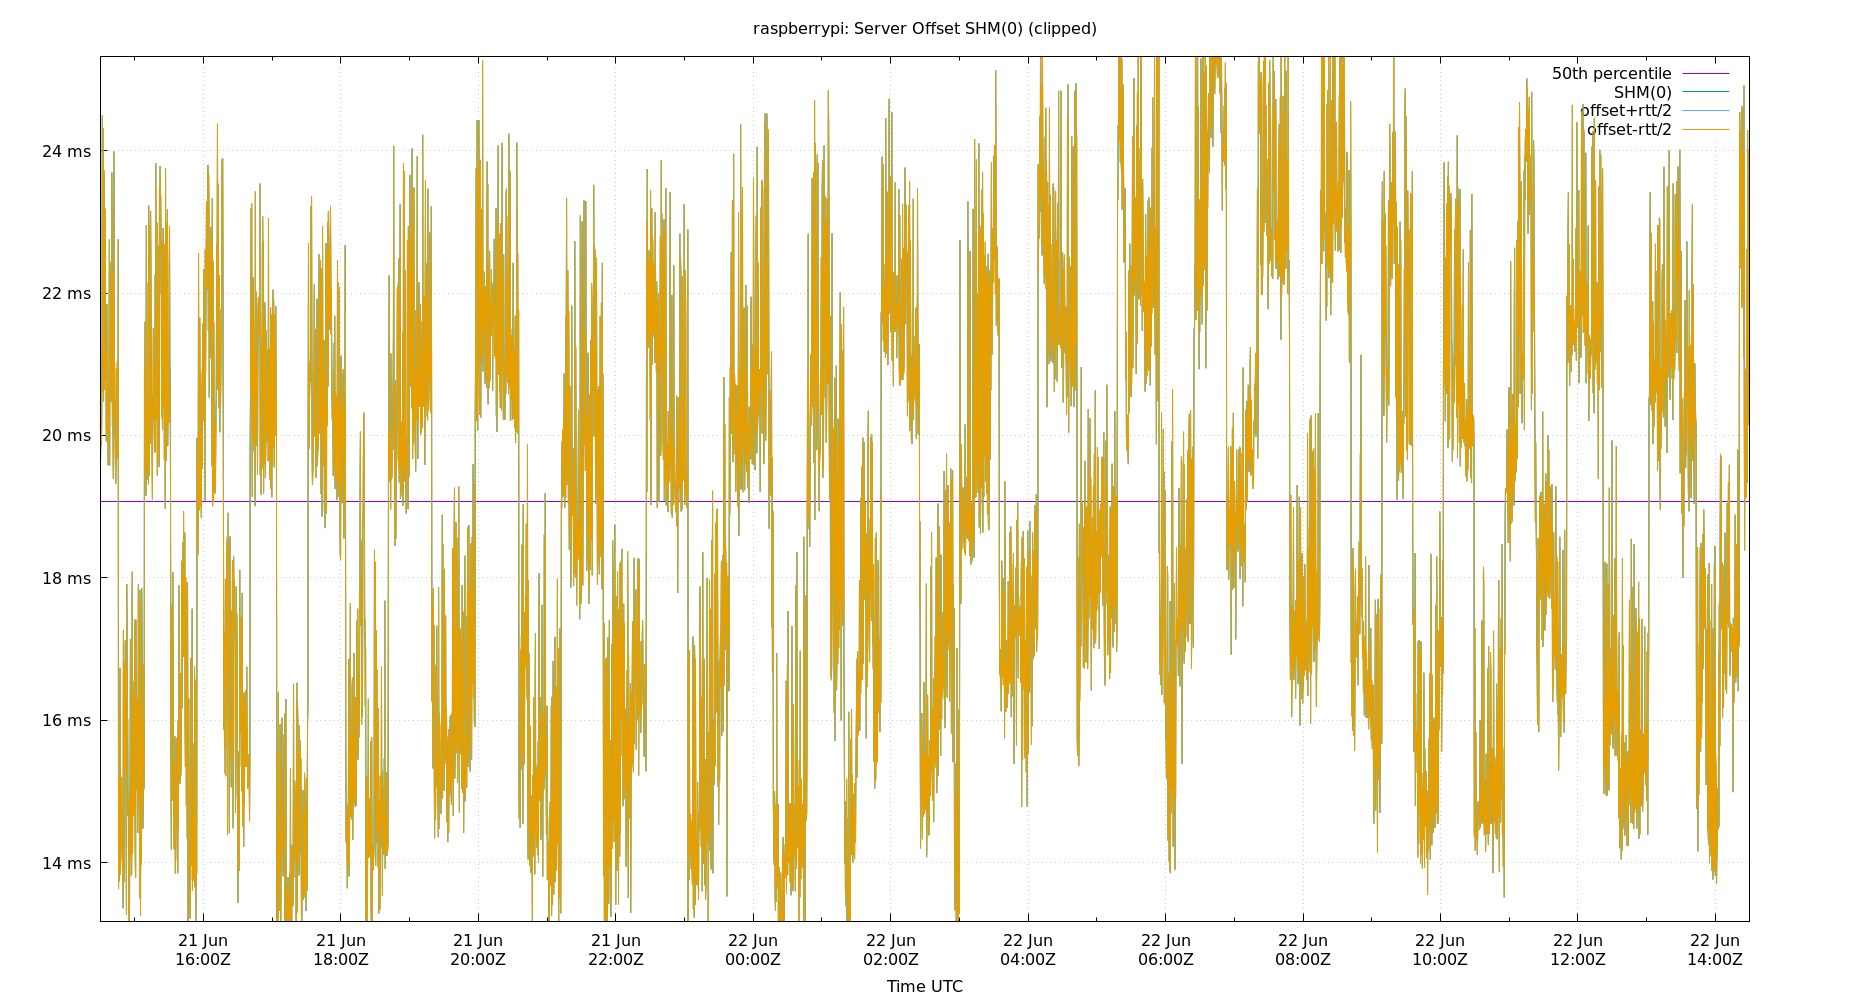 raspberrypi: Server Offset SHM(0) (clipped)
50th percentile
SHM(0)
offset+rtt/2
offset-rtt/2
24 ms
22 ms
20 ms
18 ms
16 ms
14 ms
21 Jun 21 Jun 21 Jun 21 Jun 22 Jun 22 Jun 22 Jun 22 Jun 22 Jun 22 Jun 22 Jun 22 Jun
16:00Z 18:00Z 20:00Z 22:00Z 00:00Z 02:00Z 04:00Z 06:00Z 08:00Z 10:00Z 12:00Z 14:00Z
Time UTC